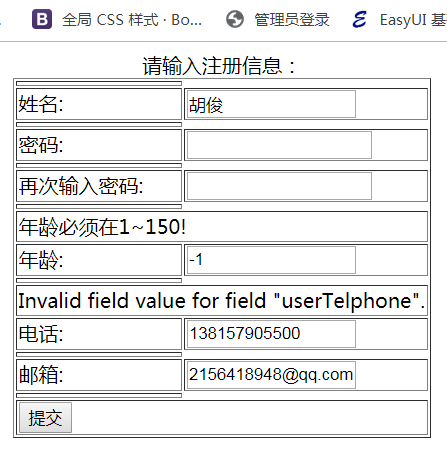 B 全局 CSS 样式 · Bo... 管理员登录 EasyUI 基
请输入注册信息：
姓名: 胡俊
密码:
再次输入密码:
年龄必须在1~150!
年龄: -1
Invalid field value for field "userTelphone".
电话: 138157905500
邮箱: 2156418948@qq.com
提交